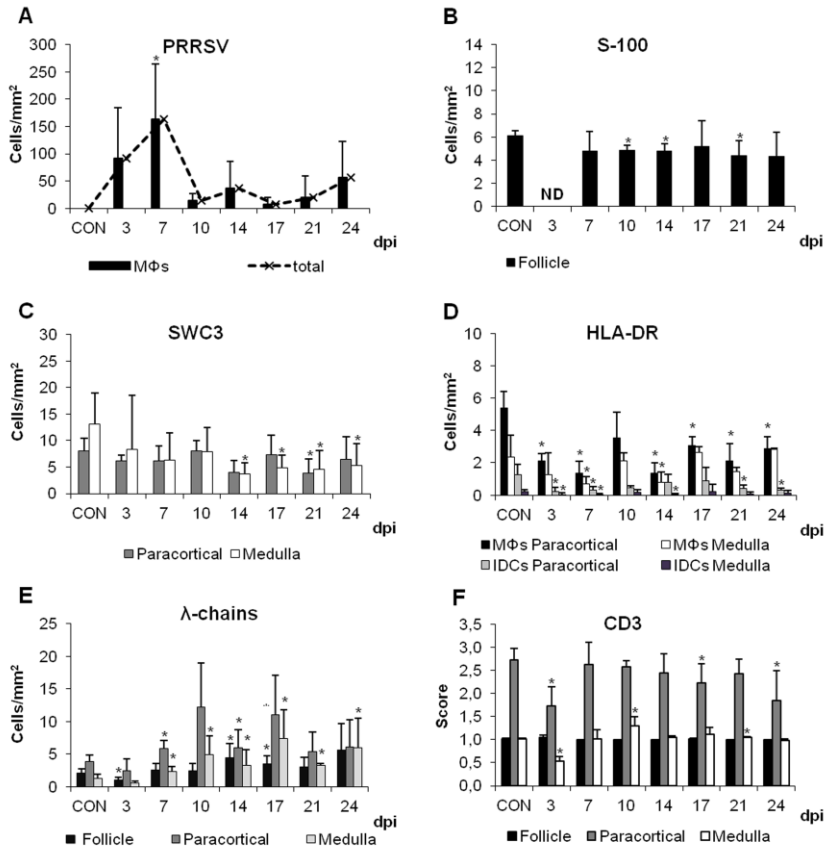 A
PRRSV
Cells/mm²
300
250
200
150
100
50
0
*
CON 3 7 10 14 17 21 24
dpi
MΦs total
B
S-100
Cells/mm²
14
12
10
8
6
4
2
0
ND
* * *
CON 3 7 10 14 17 21 24
dpi
Follicle
C
SWC3
Cells/mm²
30
25
20
15
10
5
0
* * * * *
CON 3 7 10 14 17 21 24
dpi
Paracortical Medulla
D
HLA-DR
Cells/mm²
10
8
6
4
2
0
* * * * * * * * * * * * * * *
CON 3 7 10 14 17 21 24
dpi
MΦs Paracortical MΦs Medulla
IDCs Paracortical IDCs Medulla
E
λ-chains
Cells/mm²
25
20
15
10
5
0
* * * * * * * * * *
CON 3 7 10 14 17 21 24
dpi
Follicle Paracortical Medulla
F
CD3
Score
3,5
3,0
2,5
2,0
1,5
1,0
0,5
0,0
* * * * * *
CON 3 7 10 14 17 21 24
dpi
Follicle Paracortical Medulla